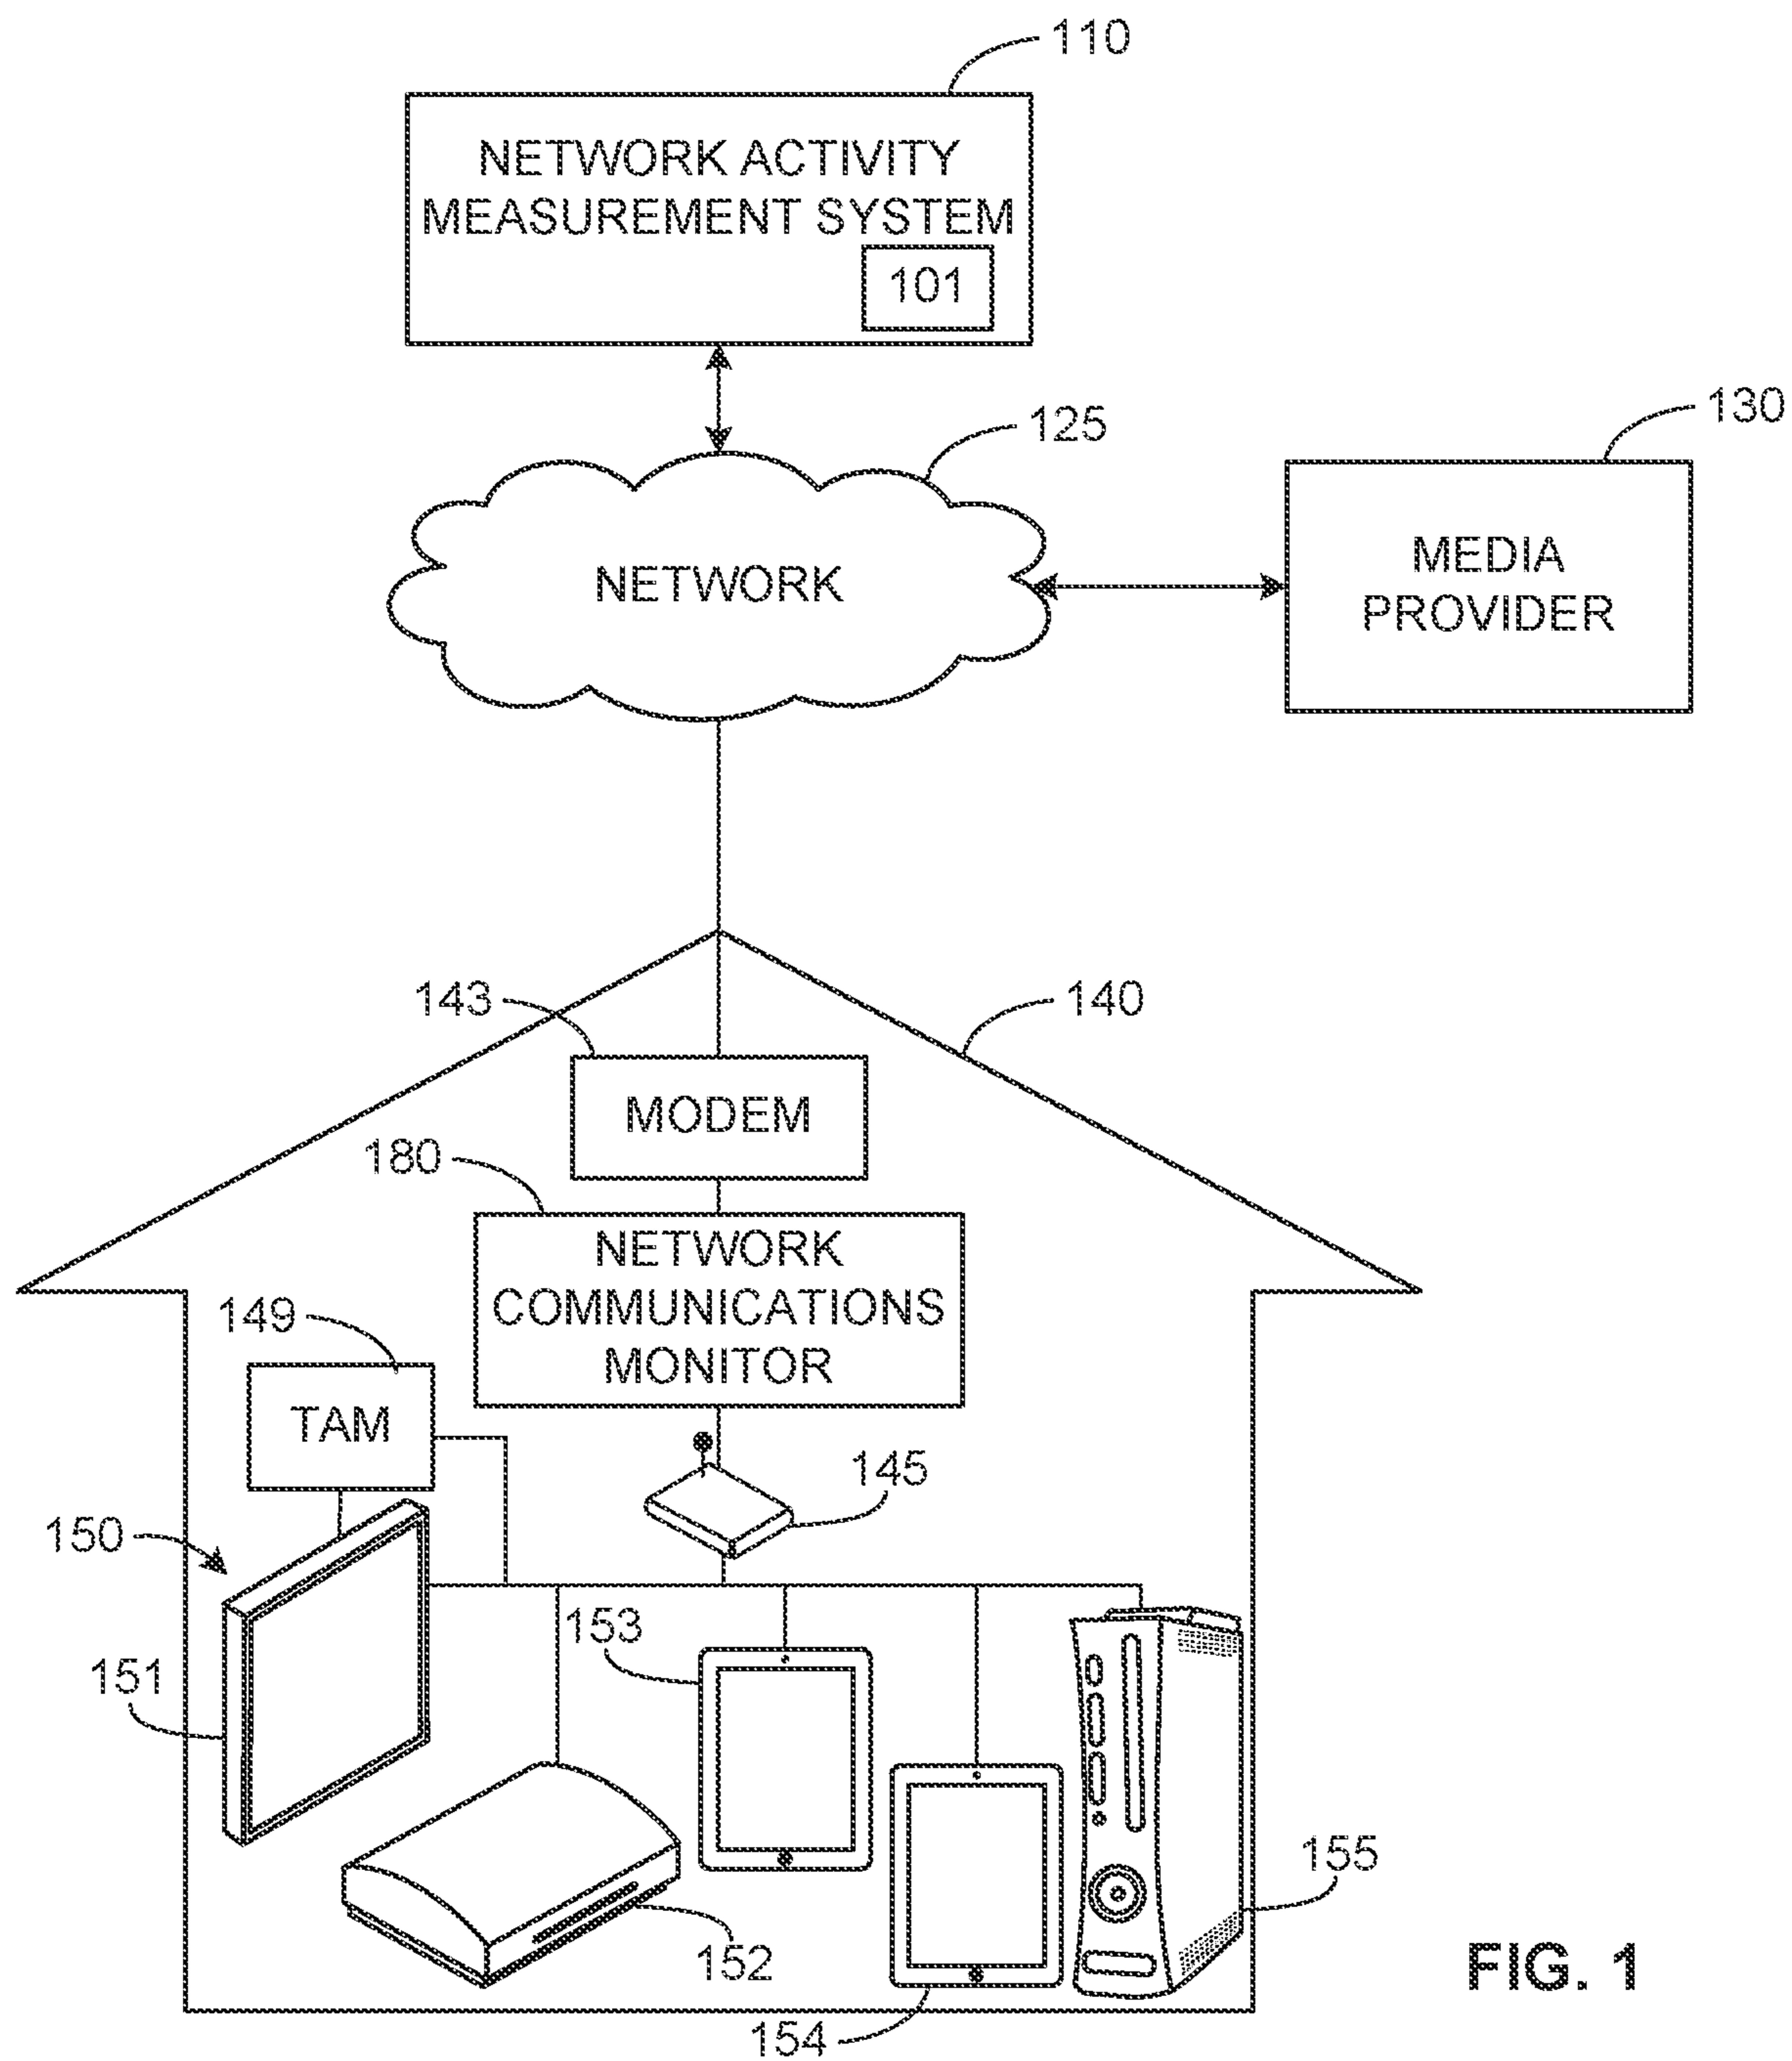 110
NETWORK ACTIVITY
MEASUREMENT SYSTEM
101
125
130
NETWORK
MEDIA
PROVIDER
143
140
MODEM
180
NETWORK
COMMUNICATIONS
MONITOR
149
TAM
145
150
153
151
155
152
154
FIG. 1